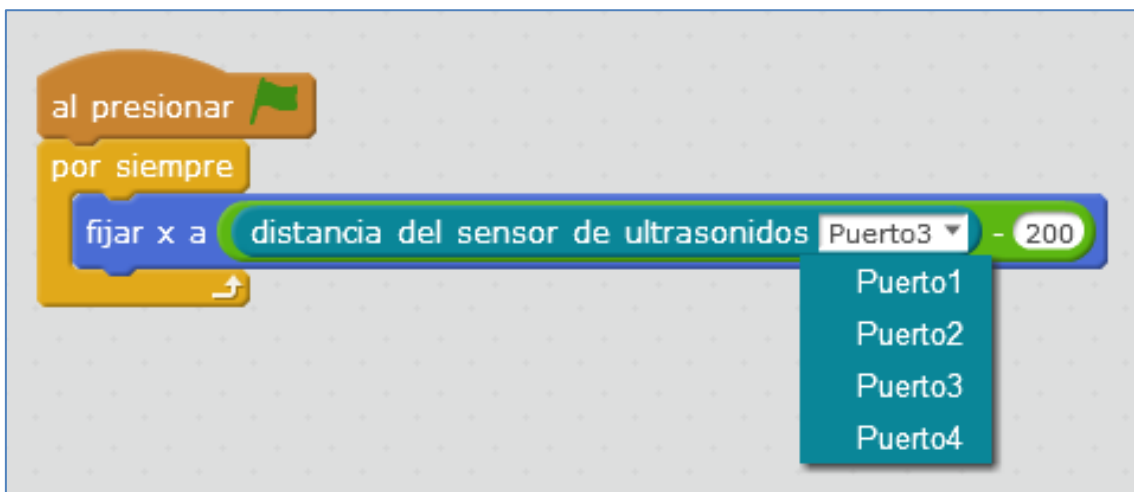 al presionar
por siempre
fijar x a distancia del sensor de ultrasonidos Puerto3 - 200
Puerto1
Puerto2
Puerto3
Puerto4